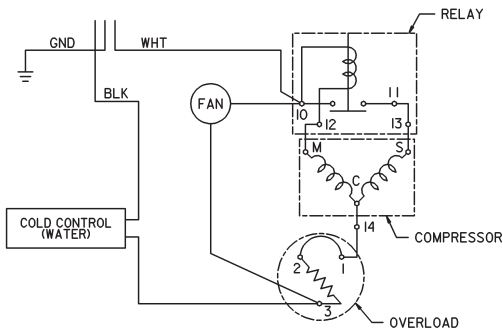 RELAY
GND
WHT
BLK
FAN
10
11
12
13
M
S
C
14
COLD CONTROL
(WATER)
COMPRESSOR
2
1
3
OVERLOAD